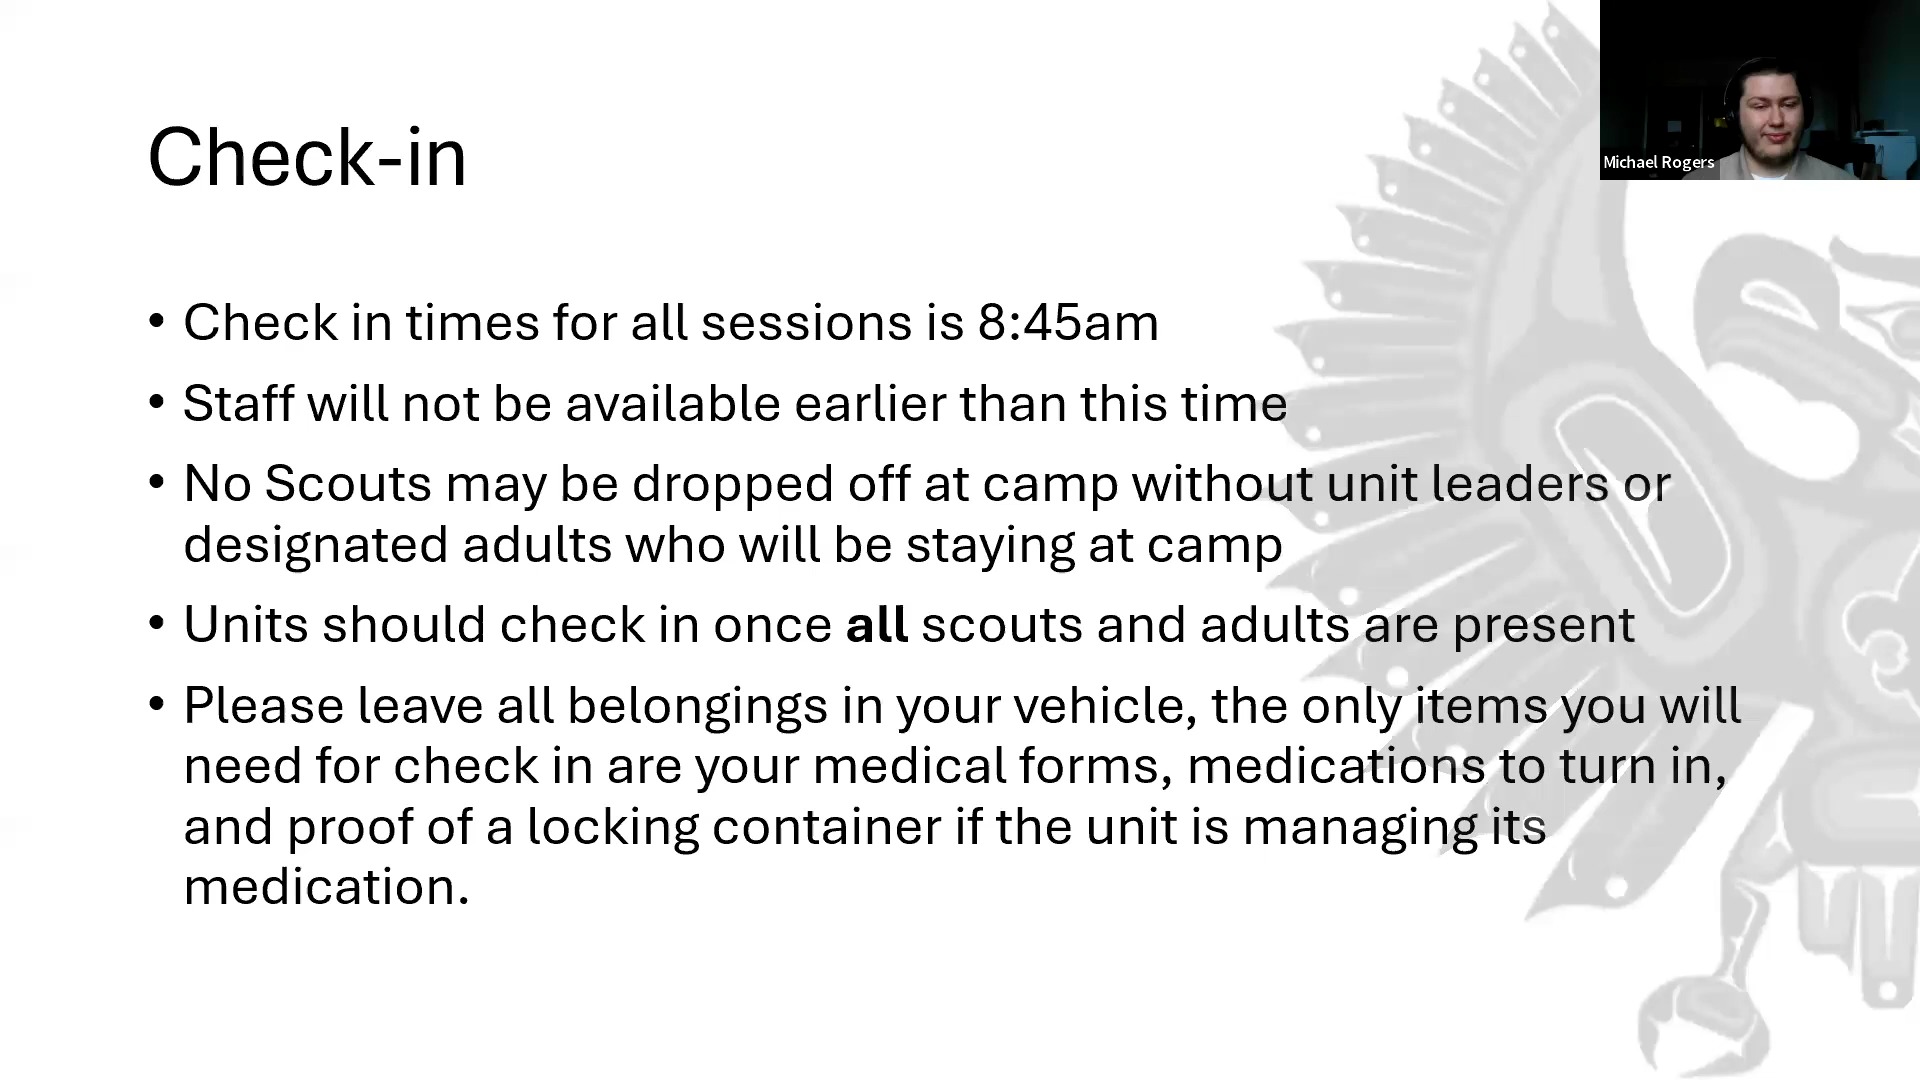 Michael Rogers
Check-in
• Check in times for all sessions is 8:45am
• Staff will not be available earlier than this time
• No Scouts may be dropped off at camp without unit leaders or
designated adults who will be staying at camp
• Units should check in once all scouts and adults are present
• Please leave all belongings in your vehicle, the only items you will
need for check in are your medical forms, medications to turn in,
and proof of a locking container if the unit is managing its
medication.